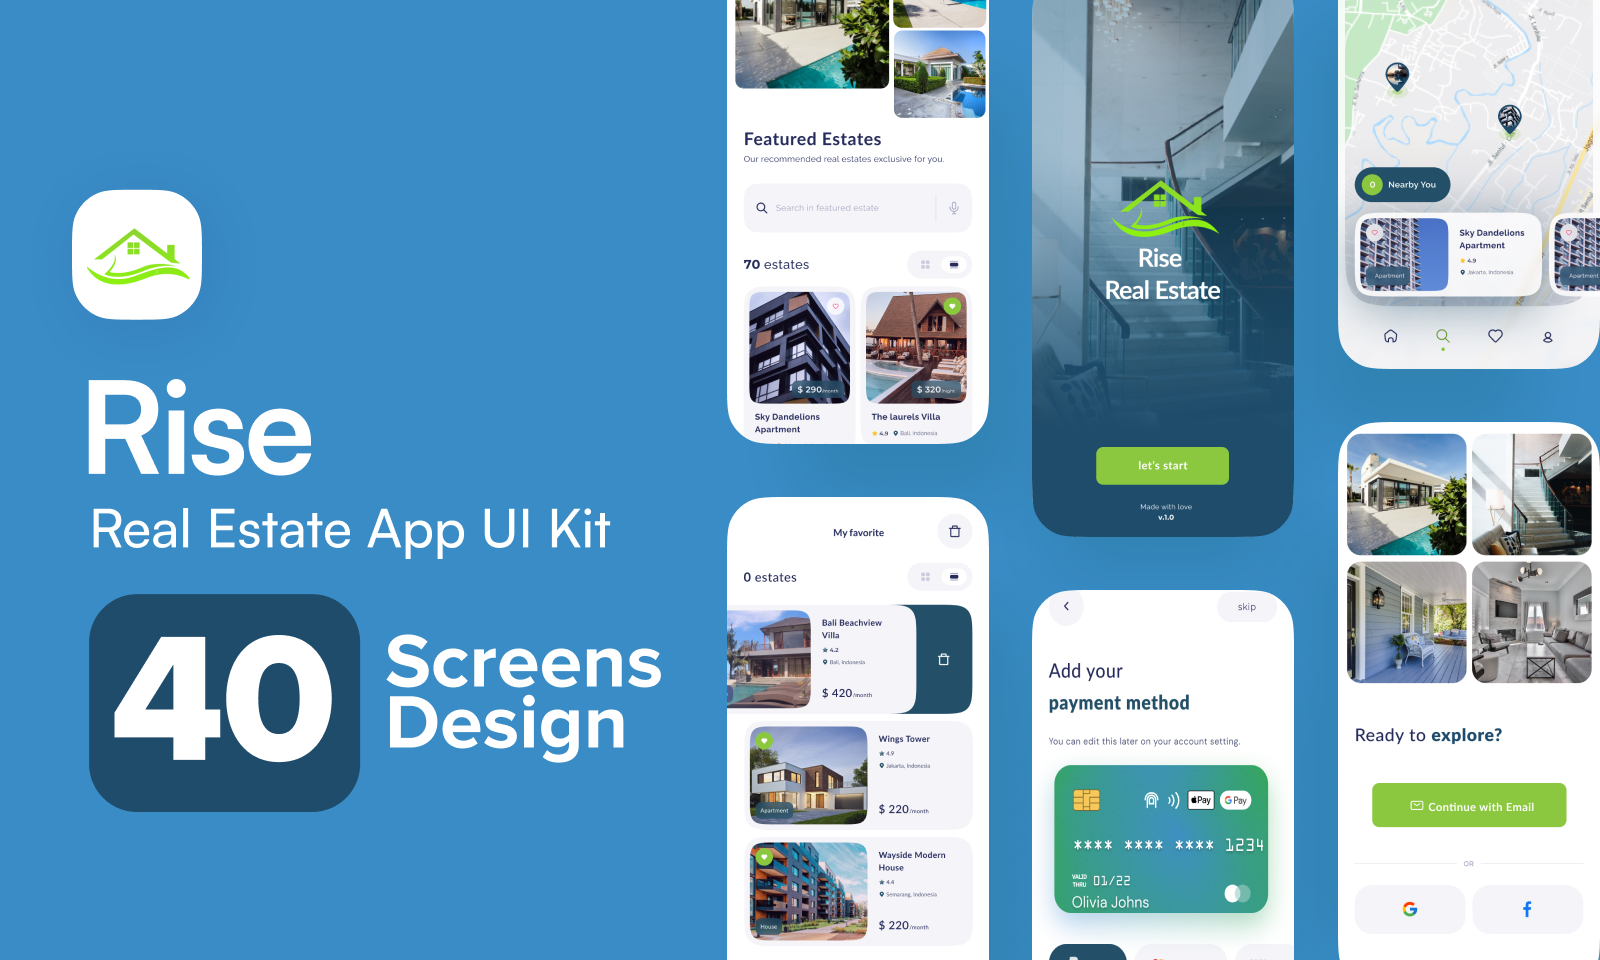 Rise
Real Estate App UI Kit
40
Screens
Design
Featured Estates
Our recommended real estates exclusive for you.
Search in featured estate
70 estates
$ 290/month
$ 320/night
Sky Dandelions
Apartment
The laurels Villa
4.9
Bali, Indonesia
My favorite
0 estates
Bali Beachview
Villa
4.2
Bali, Indonesia
$ 420/month
Wings Tower
4.9
Jakarta, Indonesia
Apartment
$ 220/month
Wayside Modern
House
4.4
Semarang, Indonesia
House
$ 220/month
Rise
Real Estate
let's start
Made with love
v.1.0
skip
Add your
payment method
You can edit this later on your account setting.
Pay
G Pay
**** **** **** 1234
VALID
THRU
01/22
Olivia Johns
0
Nearby You
Sky Dandelions
Apartment
4.9
Jakarta, Indonesia
Apartment
Apartment
Ready to explore?
Continue with Email
OR